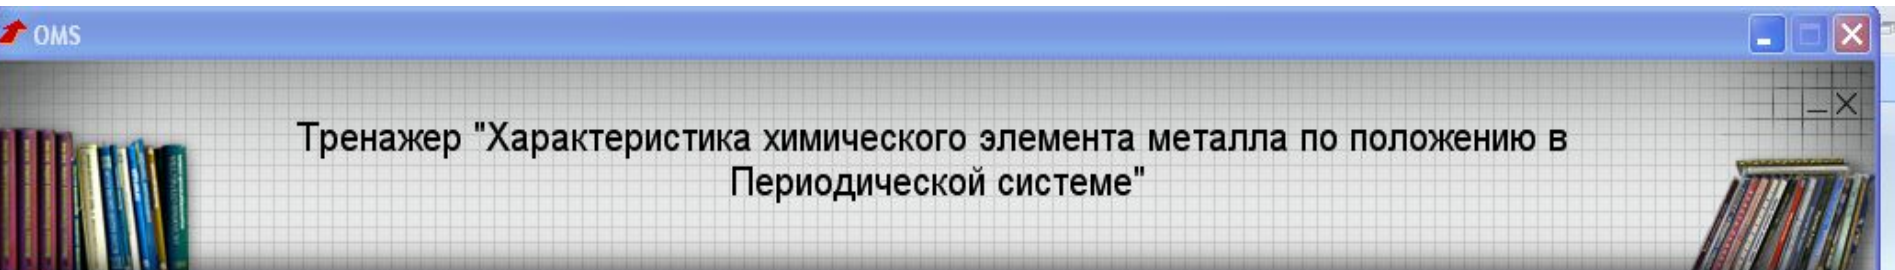 OMS
Тренажер "Характеристика химического элемента металла по положению в
Периодической системе"